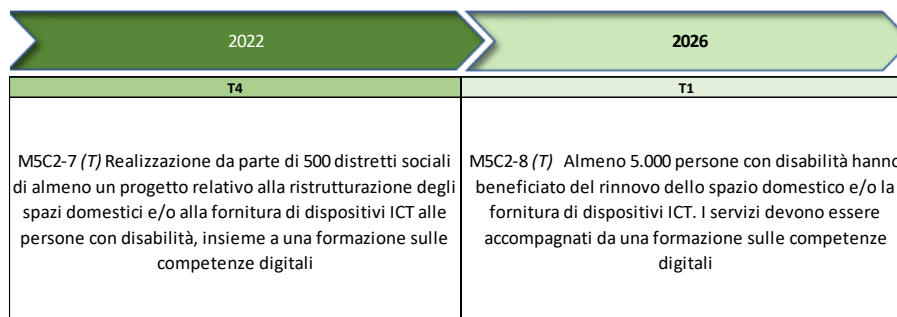 2022
2026
T4
T1
M5C2-7 (T) Realizzazione da parte di 500 distretti sociali
di almeno un progetto relativo alla ristrutturazione degli
spazi domestici e/o alla fornitura di dispositivi ICT alle
persone con disabilità, insieme a una formazione sulle
competenze digitali
M5C2-8 (T) Almeno 5.000 persone con disabilità hanno
beneficiato del rinnovo dello spazio domestico e/o la
fornitura di dispositivi ICT. I servizi devono essere
accompagnati da una formazione sulle competenze
digitali